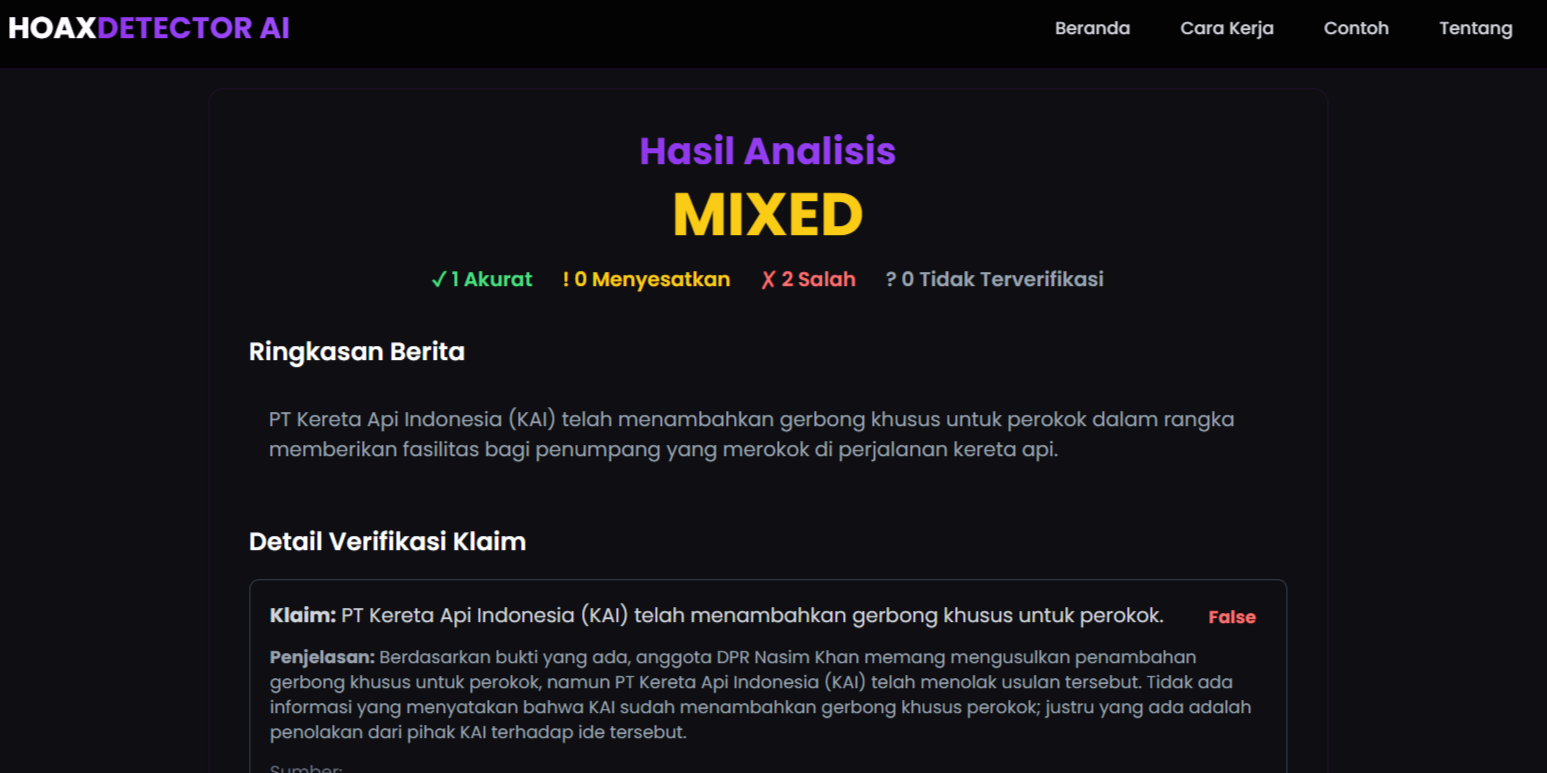 HOAXDETECTOR AI
Beranda Cara Kerja Contoh Tentang
Hasil Analisis
MIXED
✓ 1 Akurat ! 0 Menyesatkan ✗ 2 Salah ? 0 Tidak Terverifikasi
Ringkasan Berita
PT Kereta Api Indonesia (KAI) telah menambahkan gerbong khusus untuk perokok dalam rangka
memberikan fasilitas bagi penumpang yang merokok di perjalanan kereta api.
Detail Verifikasi Klaim
Klaim: PT Kereta Api Indonesia (KAI) telah menambahkan gerbong khusus untuk perokok. False
Penjelasan: Berdasarkan bukti yang ada, anggota DPR Nasim Khan memang mengusulkan penambahan
gerbong khusus untuk perokok, namun PT Kereta Api Indonesia (KAI) telah menolak usulan tersebut. Tidak ada
informasi yang menyatakan bahwa KAI sudah menambahkan gerbong khusus perokok; justru yang ada adalah
penolakan dari pihak KAI terhadap ide tersebut.
Sumber: